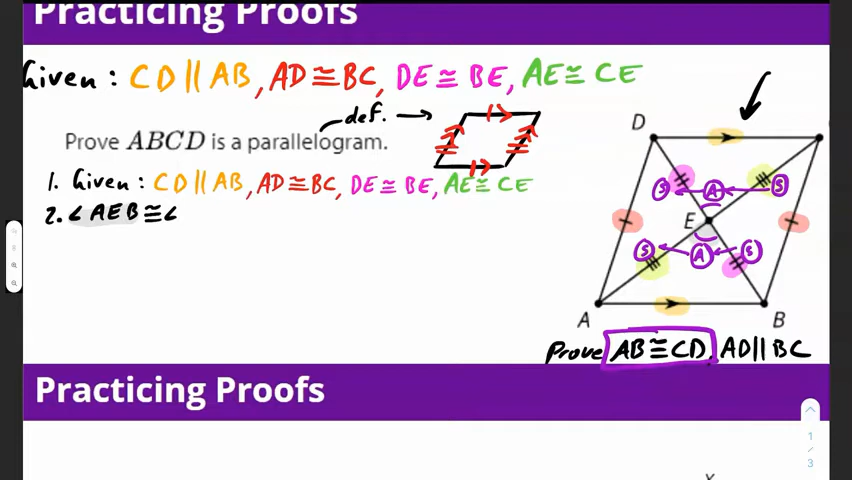 Practicing Proofs
Given : CD || AB, AD ≅ BC, DE ≅ BE, AE ≅ CE
def.
Prove ABCD is a parallelogram.
1. Given : CD || AB, AD ≅ BC, DE ≅ BE, AE ≅ CE
2. ∠ AEB ≅ ∠
D
S A S
E
S A S
A B
Prove AB ≅ CD, AD || BC
Practicing Proofs
1
/
3